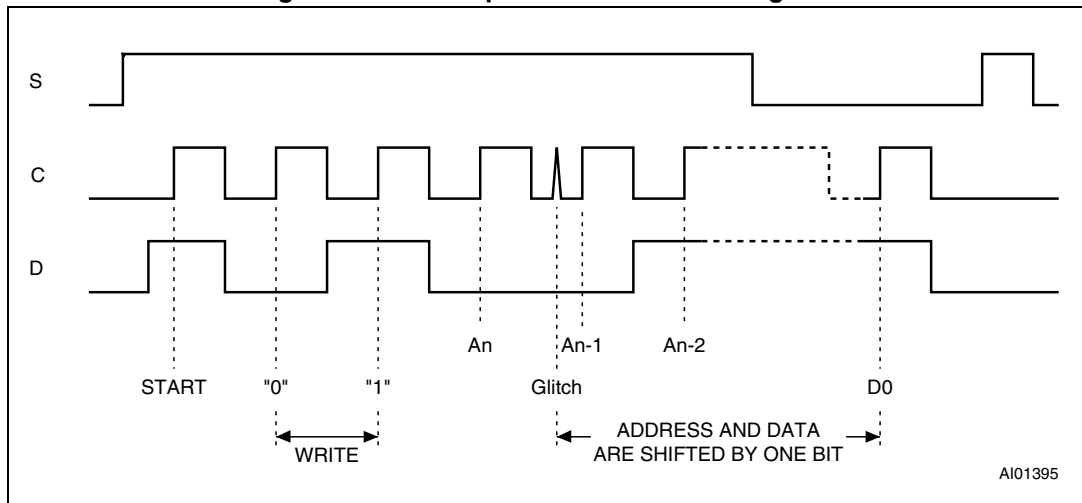 S
C
D
An An-1 An-2
START "0" "1" Glitch D0
WRITE
ADDRESS AND DATA
ARE SHIFTED BY ONE BIT
AI01395